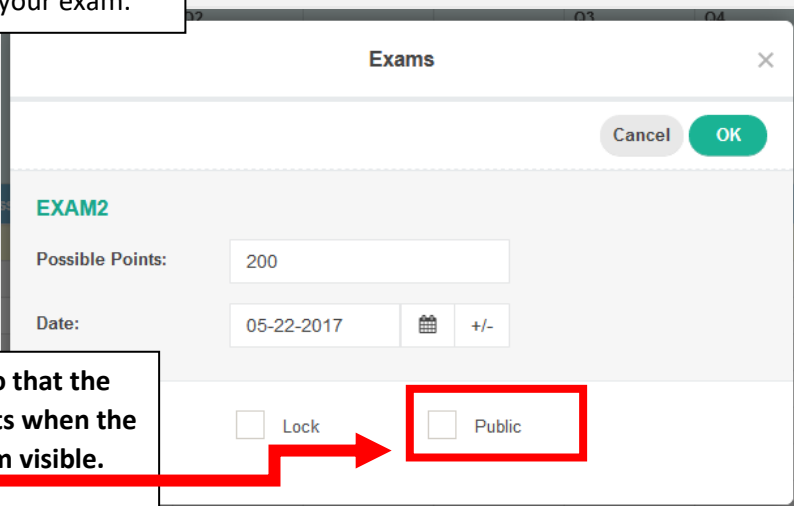 your exam.
Q2 Q3 Q4
Exams
Cancel OK
EXAM2
Possible Points: 200
Date: 05-22-2017 +/-
that the
ts when the
visible.
Lock Public